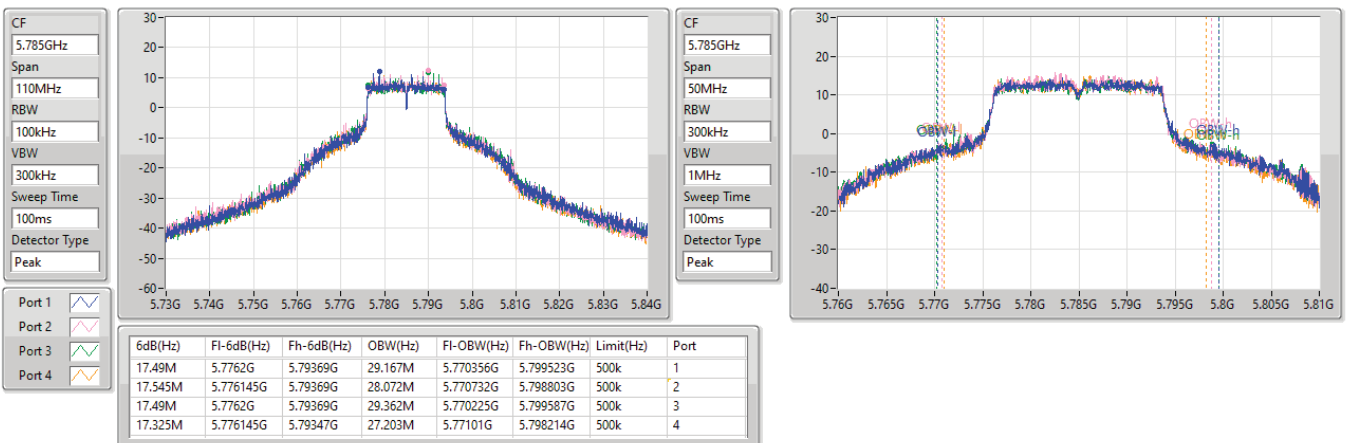 CF
5.785GHz
Span
110MHz
RBW
100kHz
VBW
300kHz
Sweep Time
100ms
Detector Type
Peak
30
20
10
0
-10
-20
-30
-40
-50
-60
5.73G 5.74G 5.75G 5.76G 5.77G 5.78G 5.79G 5.8G 5.81G 5.82G 5.83G 5.84G
CF
5.785GHz
Span
50MHz
RBW
300kHz
VBW
1MHz
Sweep Time
100ms
Detector Type
Peak
30
20
10
0
-10
-20
-30
-40
5.76G 5.765G 5.77G 5.775G 5.78G 5.785G 5.79G 5.795G 5.8G 5.805G 5.81G
Port 1
Port 2
Port 3
Port 4
6dB(Hz) Fl-6dB(Hz) Fh-6dB(Hz) OBW(Hz) Fl-OBW(Hz) Fh-OBW(Hz) Limit(Hz) Port
17.49M 5.7762G 5.79369G 29.167M 5.770356G 5.799523G 500k 1
17.545M 5.776145G 5.79369G 28.072M 5.770732G 5.798803G 500k 2
17.49M 5.7762G 5.79369G 29.362M 5.770225G 5.799587G 500k 3
17.325M 5.776145G 5.79347G 27.203M 5.77101G 5.798214G 500k 4